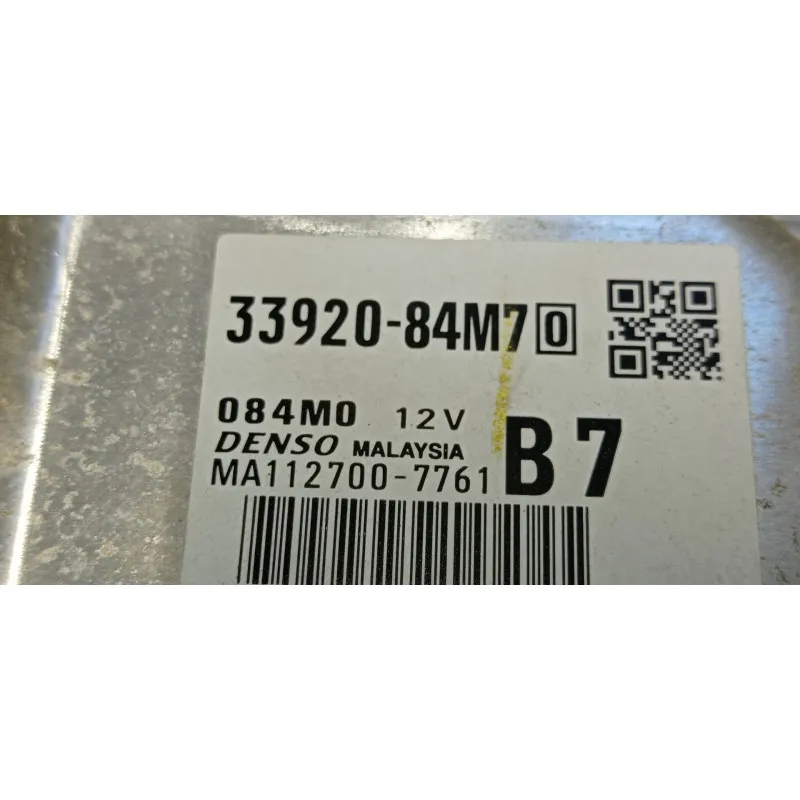 33920-84M70
084M0 12V
DENSO MALAYSIA
MA112700-7761 B7